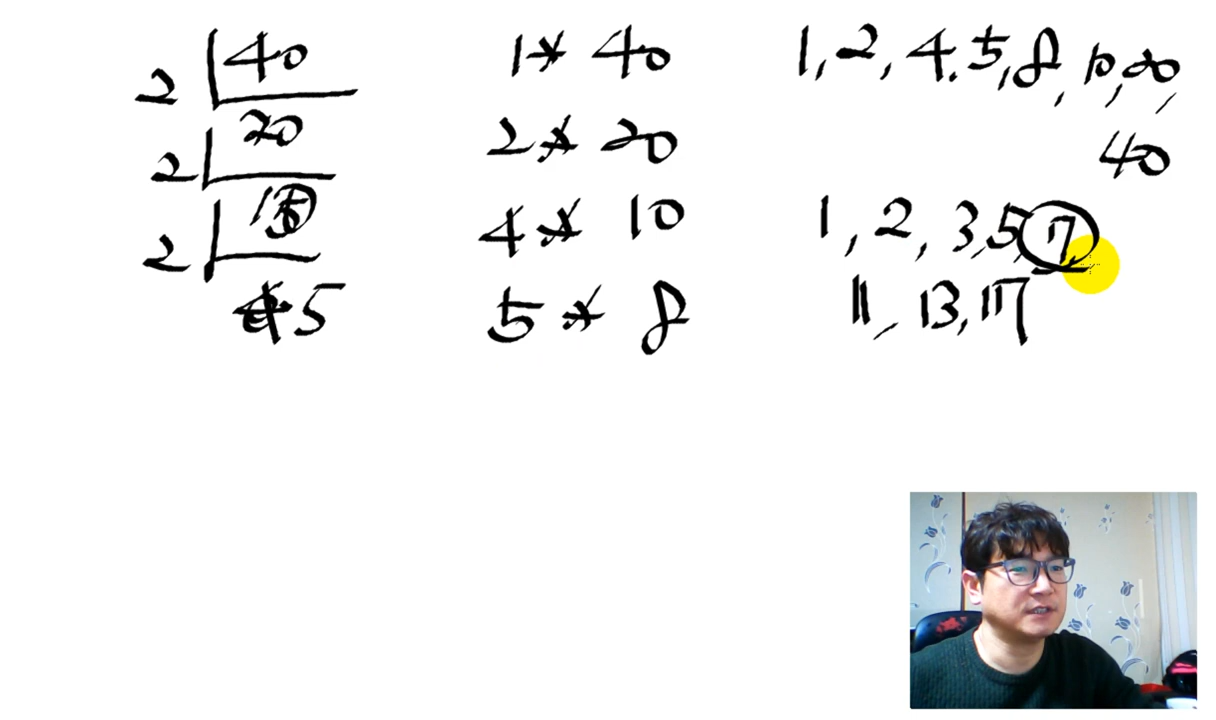 2 40
2 20
2 10
5
1 * 40
2 * 20
4 * 10
5 * 8
1, 2, 4, 5, 8, 10, 20,
40
1, 2, 3, 5, 7,
11, 13, 17